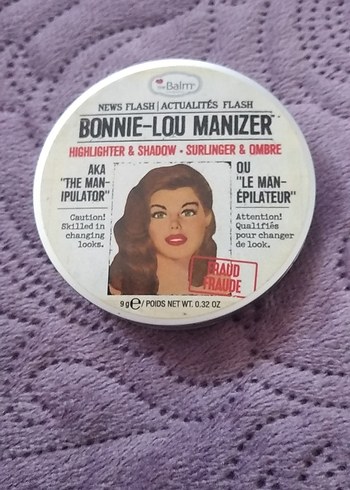 theBalm
NEWS FLASH | ACTUALITÉS FLASH
BONNIE-LOU MANIZER
HIGHLIGHTER & SHADOW • SURLINGER & OMBRE
AKA
"THE MAN-
IPULATOR"
Caution!
Skilled in
changing
looks.
OU
"LE MAN-
ÉPILATEUR"
Attention!
Qualifiés
pour changer
de look.
FRAUD
FRAUDE
9 g e / POIDS NET WT. 0.32 OZ